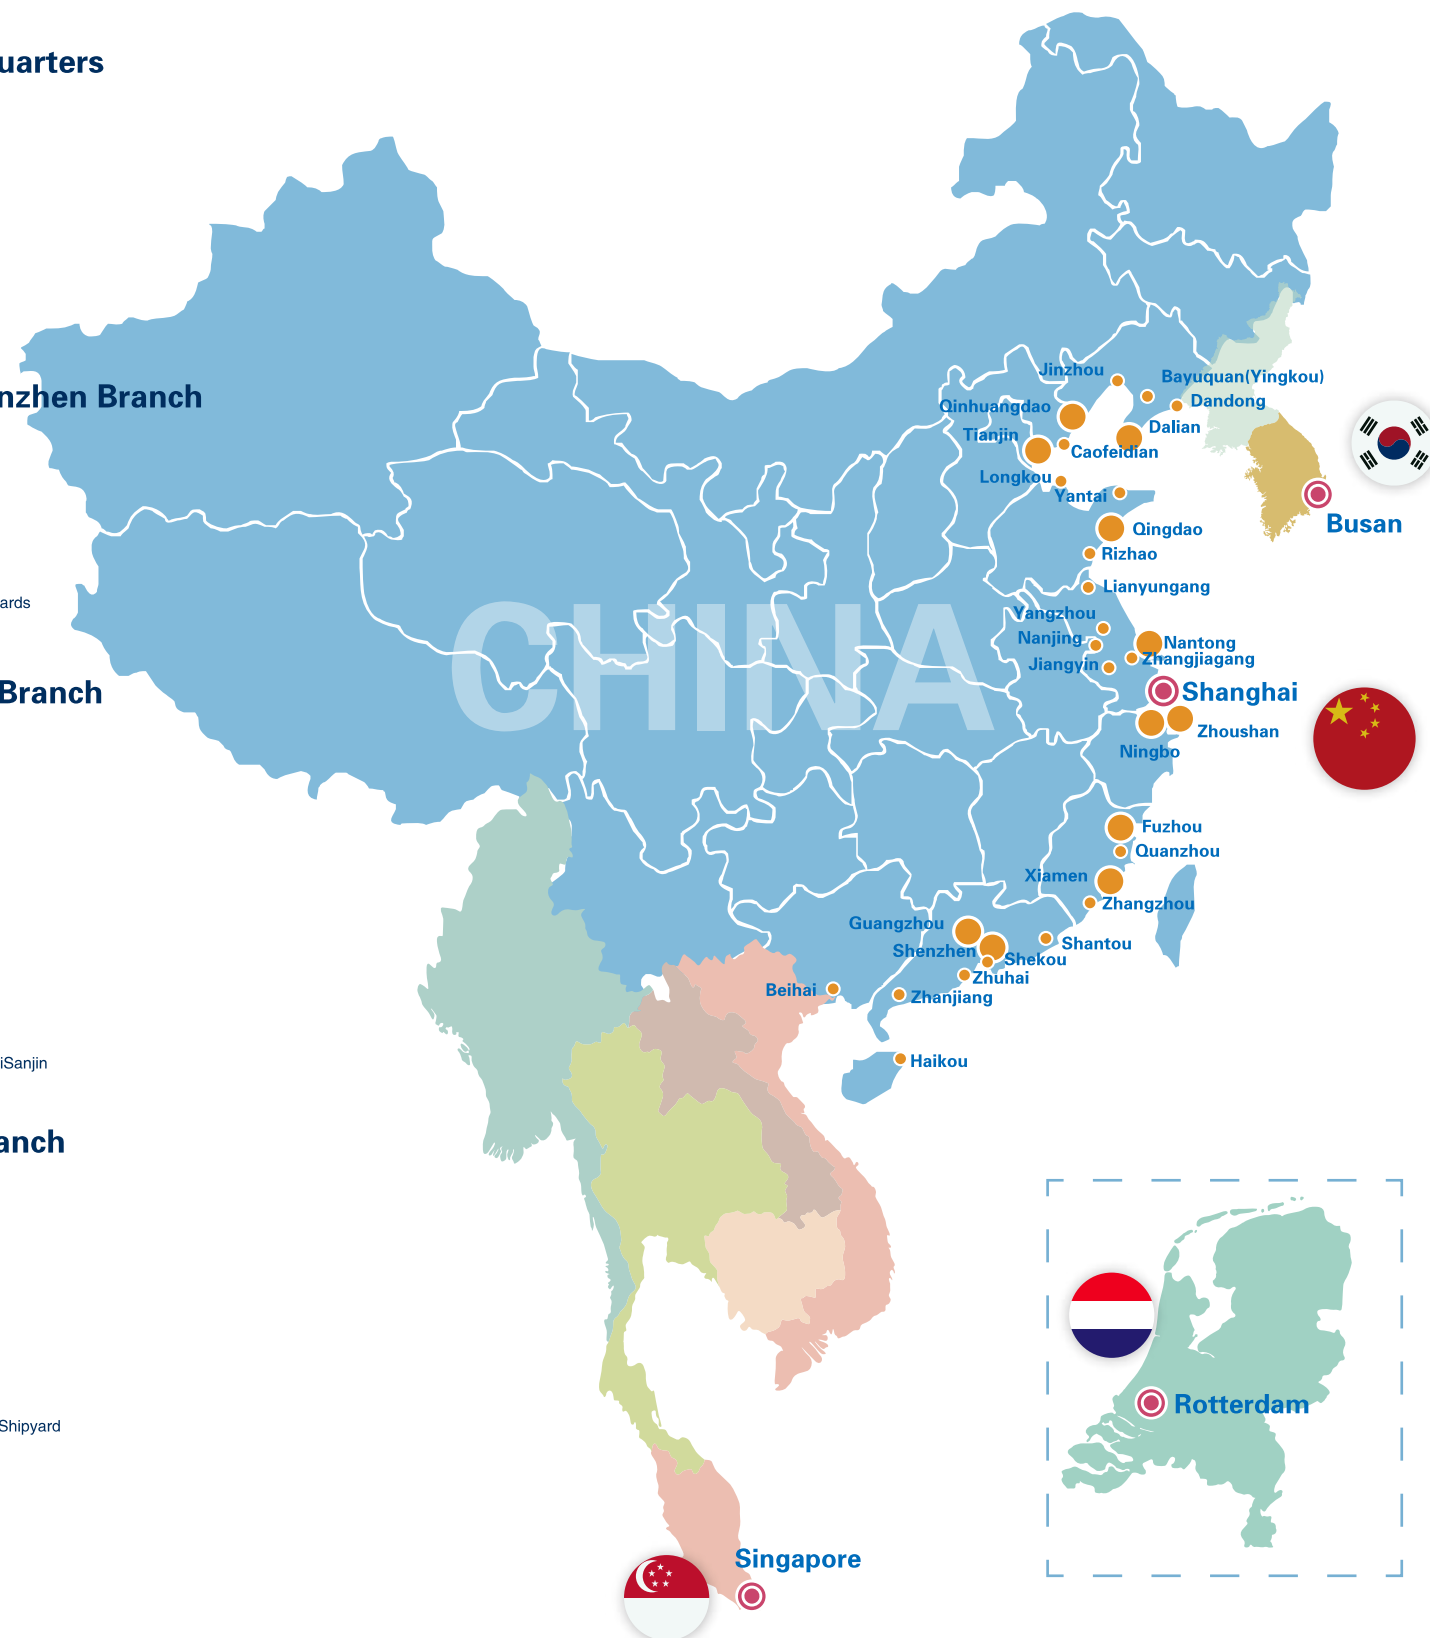 uarters
nzhen Branch
ards
Branch
iSanjin
anch
Shipyard
CHINA
Jinzhou
Bayuquan(Yingkou)
Qinhuangdao
Dandong
Dalian
Tianjin
Caofeidian
Longkou
Yantai
Busan
Qingdao
Rizhao
Lianyungang
Yangzhou
Nanjing
Nantong
Zhangjiagang
Jiangyin
Shanghai
Zhoushan
Ningbo
Fuzhou
Quanzhou
Xiamen
Zhangzhou
Guangzhou
Shantou
Shenzhen
Shekou
Zhuhai
Beihai
Zhanjiang
Haikou
Rotterdam
Singapore